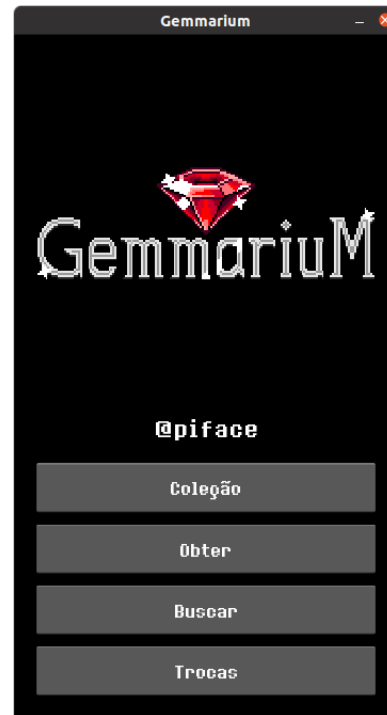 Gemmarium
GemmariuM
@piface
Coleção
Obter
Buscar
Trocas